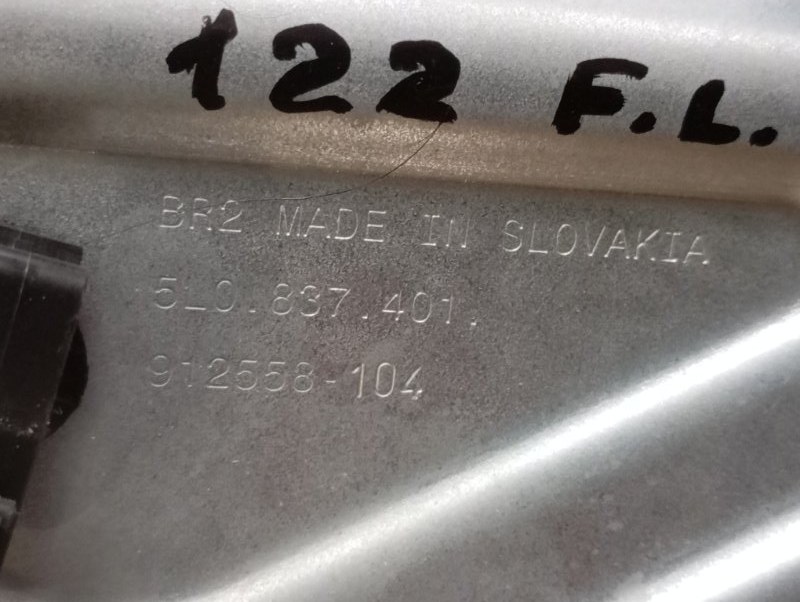 122 F.L.
BR2 MADE IN SLOVAKIA
5L0.837.401.
912558-104